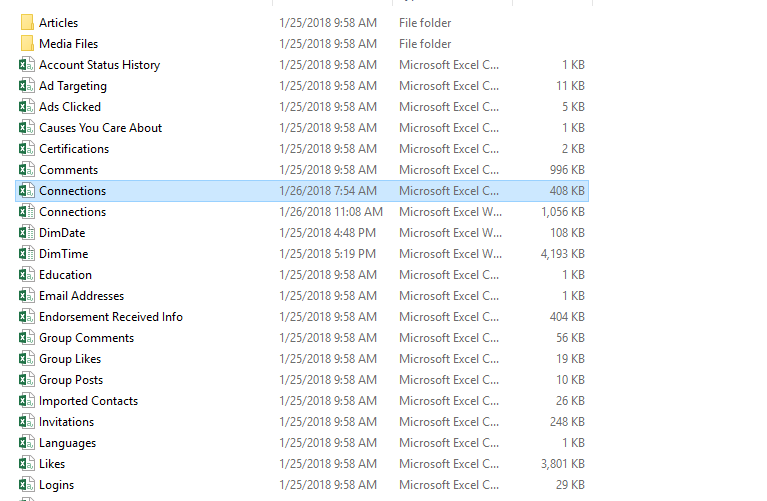 Articles 1/25/2018 9:58 AM File folder
Media Files 1/25/2018 9:58 AM File folder
Account Status History 1/25/2018 9:58 AM Microsoft Excel C... 1 KB
Ad Targeting 1/25/2018 9:58 AM Microsoft Excel C... 11 KB
Ads Clicked 1/25/2018 9:58 AM Microsoft Excel C... 5 KB
Causes You Care About 1/25/2018 9:58 AM Microsoft Excel C... 1 KB
Certifications 1/25/2018 9:58 AM Microsoft Excel C... 2 KB
Comments 1/25/2018 9:58 AM Microsoft Excel C... 996 KB
Connections 1/26/2018 7:54 AM Microsoft Excel C... 408 KB
Connections 1/26/2018 11:08 AM Microsoft Excel W... 1,056 KB
DimDate 1/25/2018 4:48 PM Microsoft Excel W... 108 KB
DimTime 1/25/2018 5:19 PM Microsoft Excel W... 4,193 KB
Education 1/25/2018 9:58 AM Microsoft Excel C... 1 KB
Email Addresses 1/25/2018 9:58 AM Microsoft Excel C... 1 KB
Endorsement Received Info 1/25/2018 9:58 AM Microsoft Excel C... 404 KB
Group Comments 1/25/2018 9:58 AM Microsoft Excel C... 56 KB
Group Likes 1/25/2018 9:58 AM Microsoft Excel C... 19 KB
Group Posts 1/25/2018 9:58 AM Microsoft Excel C... 10 KB
Imported Contacts 1/25/2018 9:58 AM Microsoft Excel C... 26 KB
Invitations 1/25/2018 9:58 AM Microsoft Excel C... 248 KB
Languages 1/25/2018 9:58 AM Microsoft Excel C... 1 KB
Likes 1/25/2018 9:58 AM Microsoft Excel C... 3,801 KB
Logins 1/25/2018 9:58 AM Microsoft Excel C... 29 KB